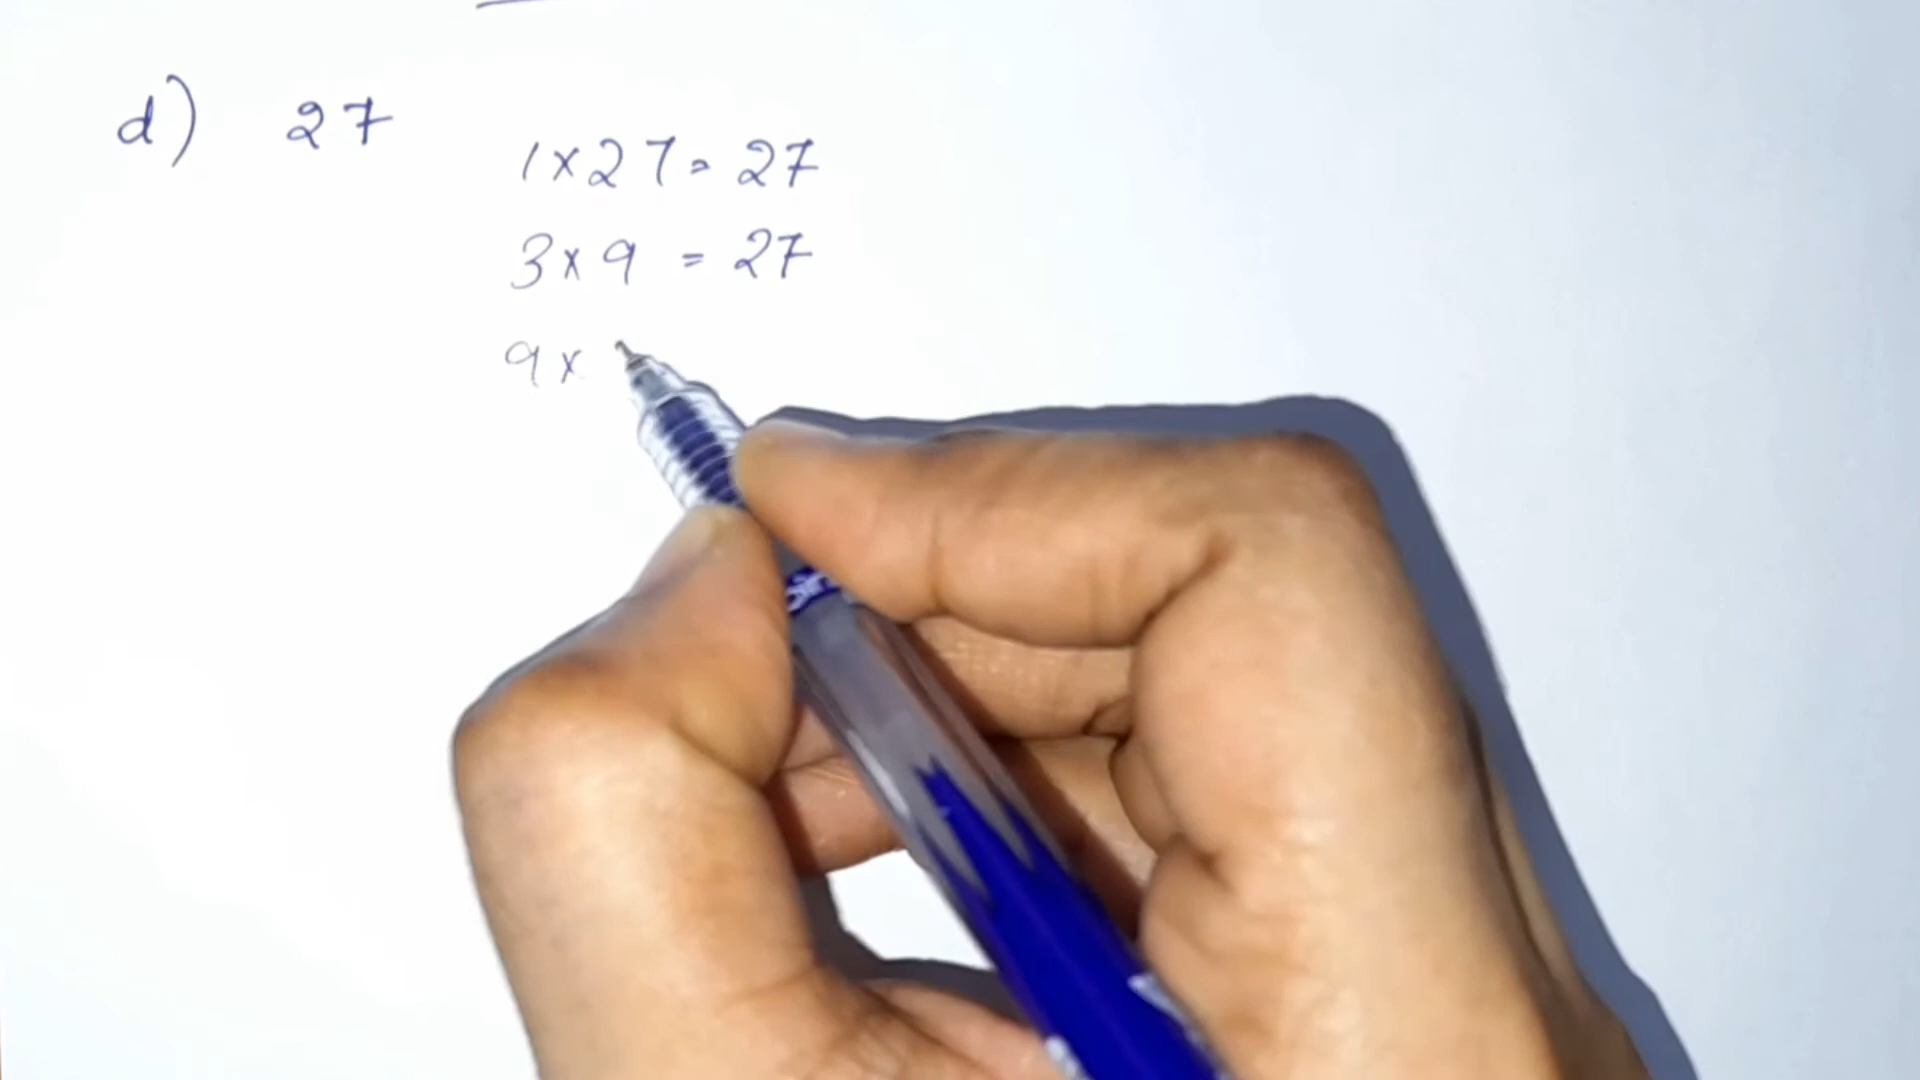 d) 27
1 x 27 = 27
3 x 9 = 27
9 x